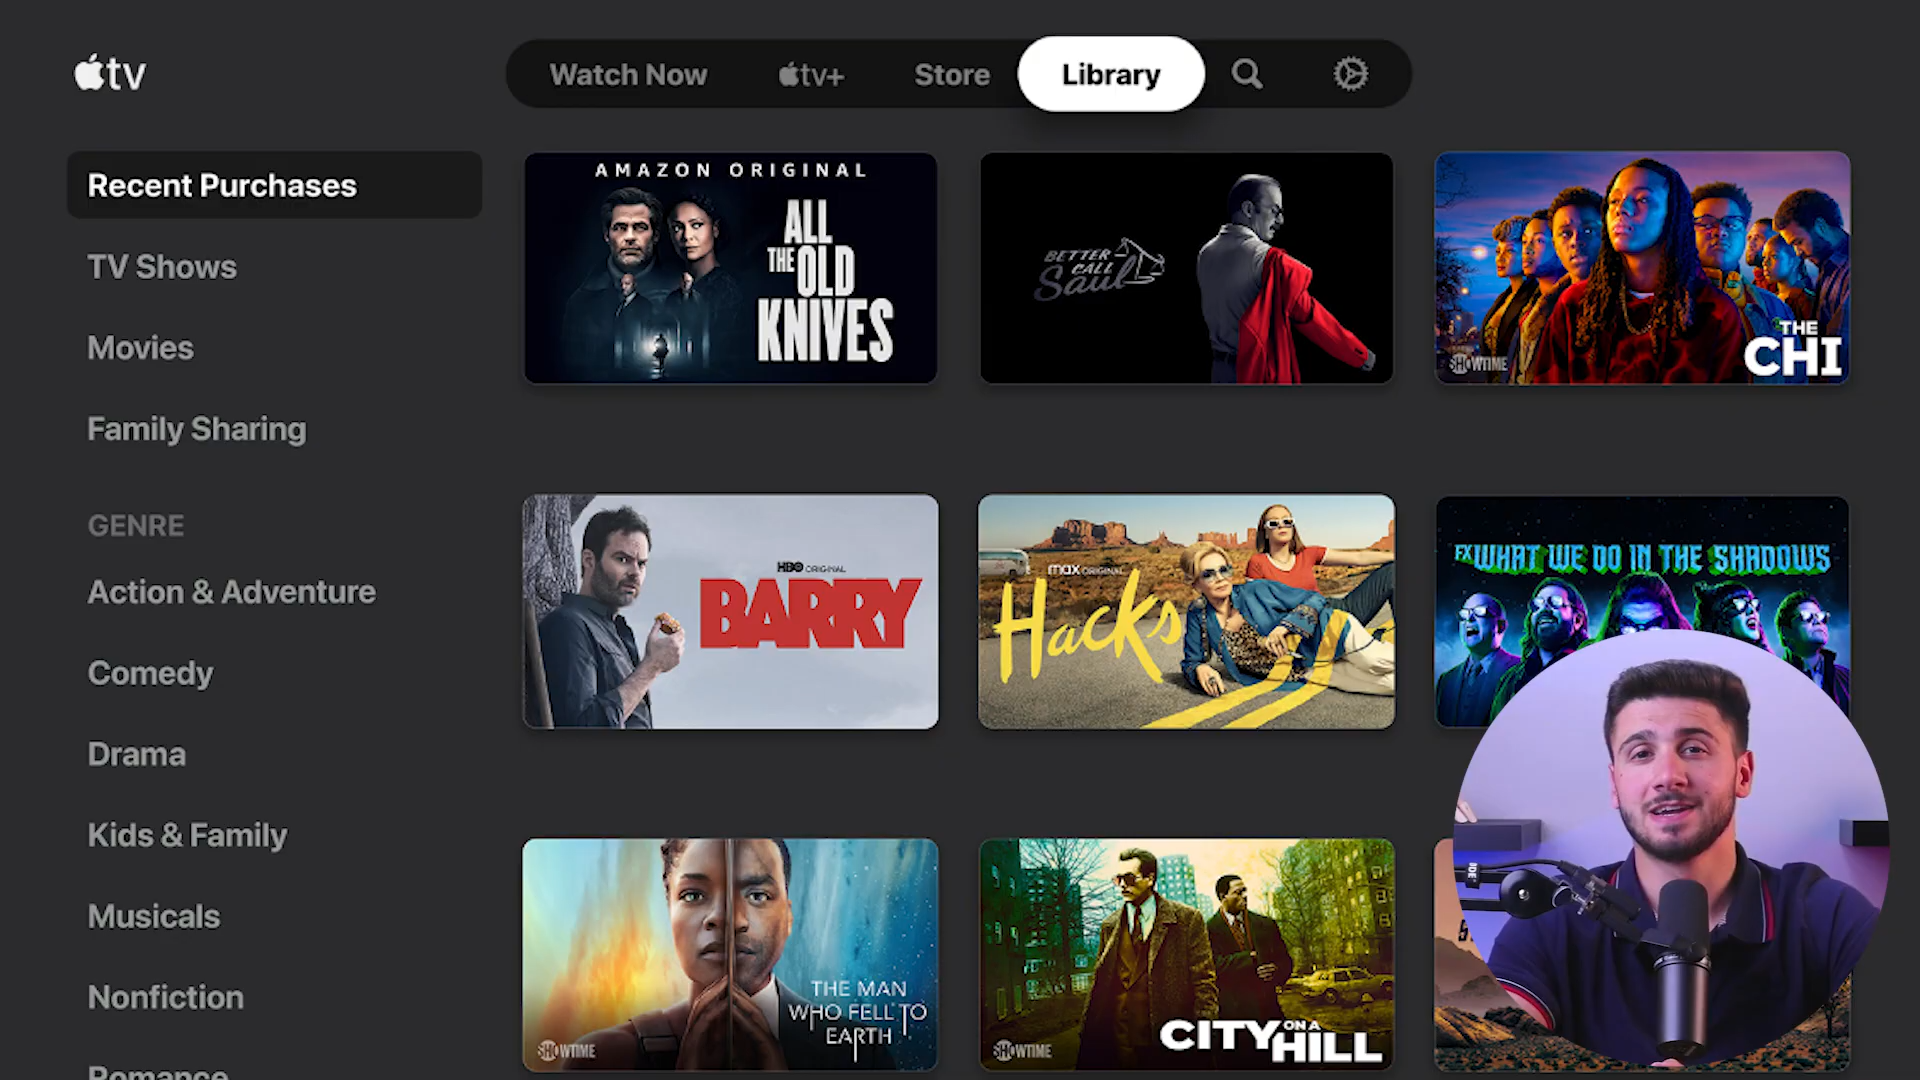 tv
Watch Now
tv+
Store
Library
Recent Purchases
TV Shows
Movies
Family Sharing
GENRE
Action & Adventure
Comedy
Drama
Kids & Family
Musicals
Nonfiction
Romance
AMAZON ORIGINAL
ALL
THE OLD
KNIVES
BETTER
CALL
Saul
SHOWTIME
THE
CHI
HBO ORIGINAL
BARRY
max ORIGINAL
Hacks
FX WHAT WE DO IN THE SHADOWS
THE MAN
WHO FELL TO
EARTH
SHOWTIME
CITY ON A
HILL
SHOWTIME